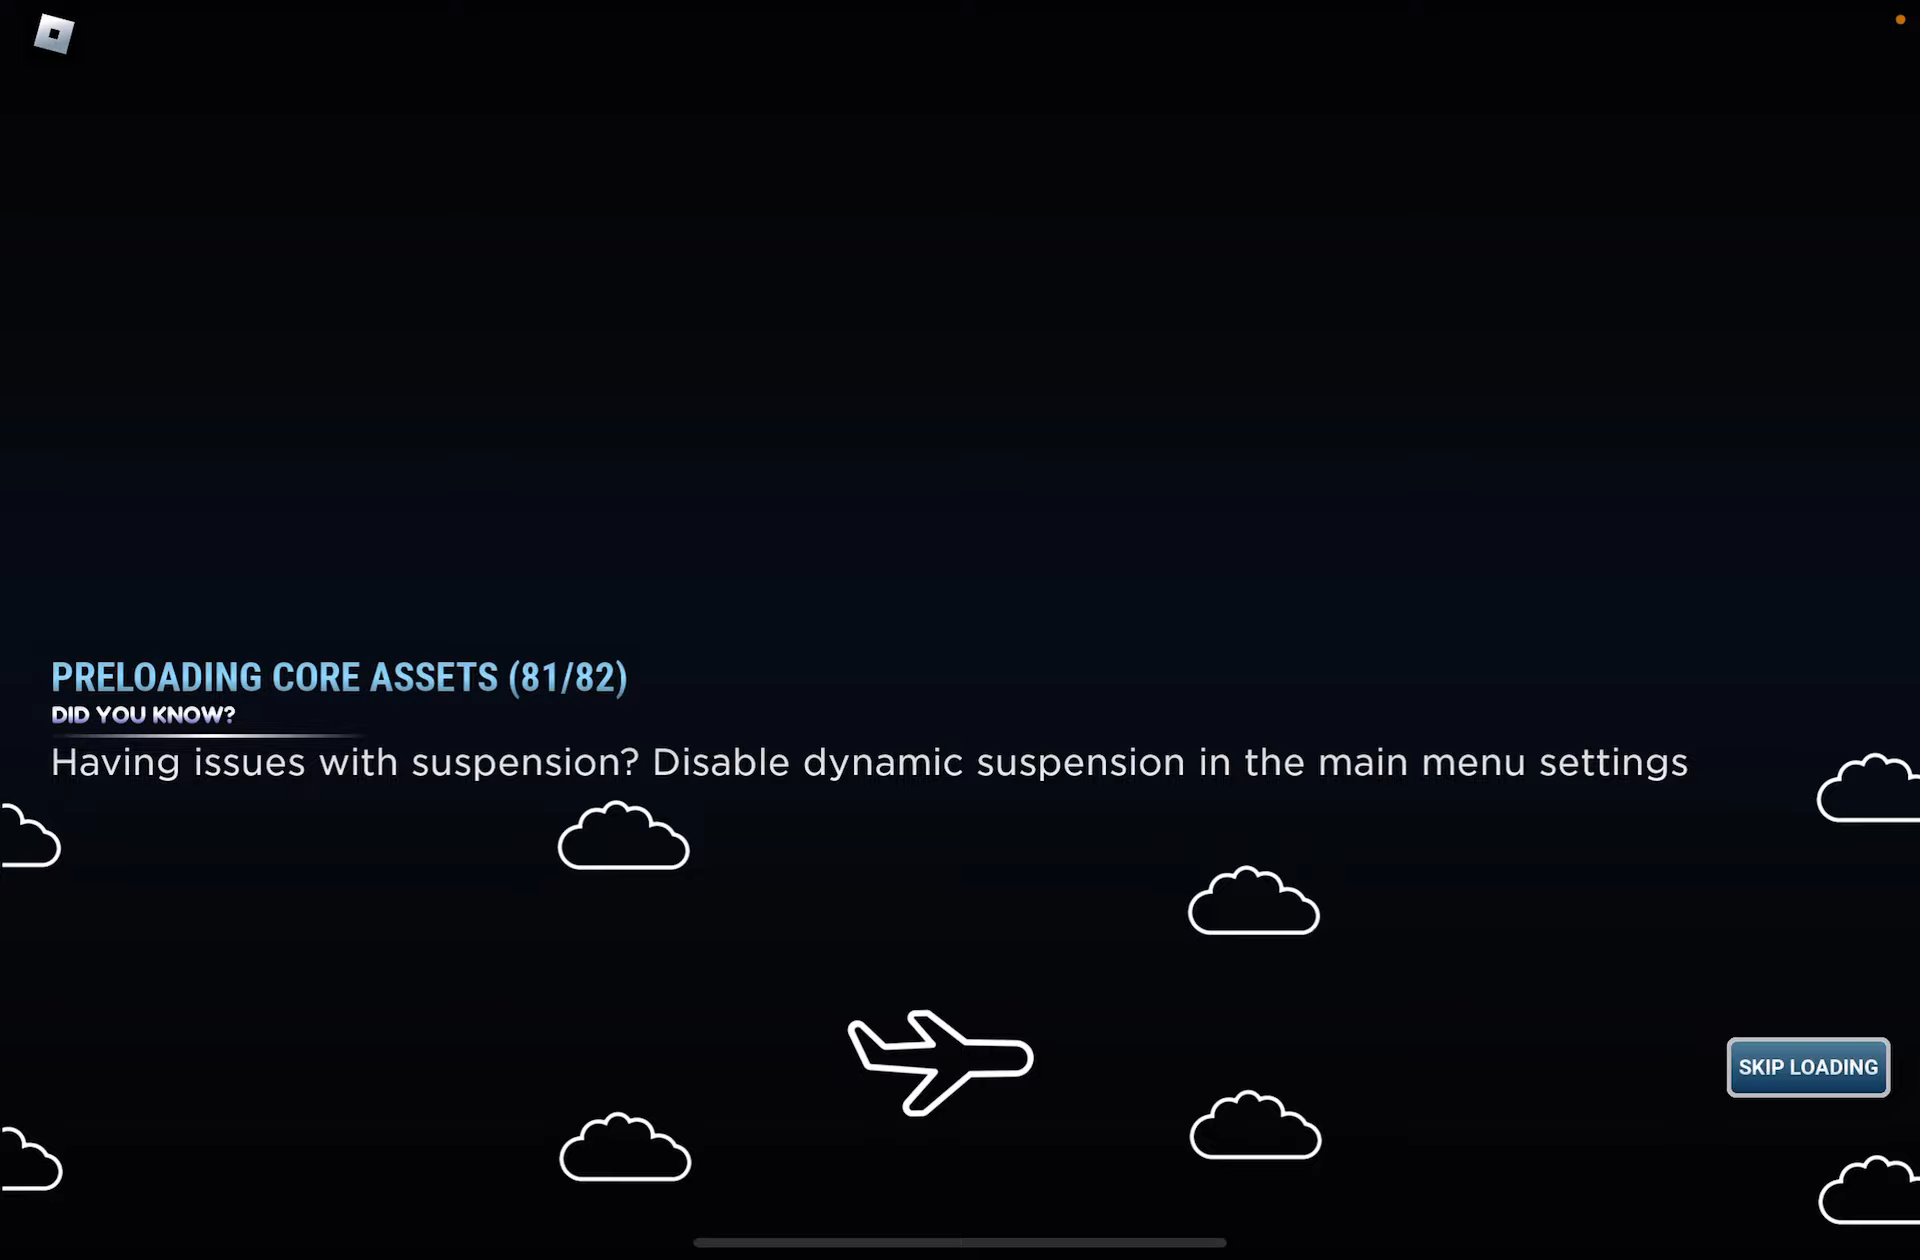 PRELOADING CORE ASSETS (81/82)
DID YOU KNOW?
Having issues with suspension? Disable dynamic suspension in the main menu settings
SKIP LOADING